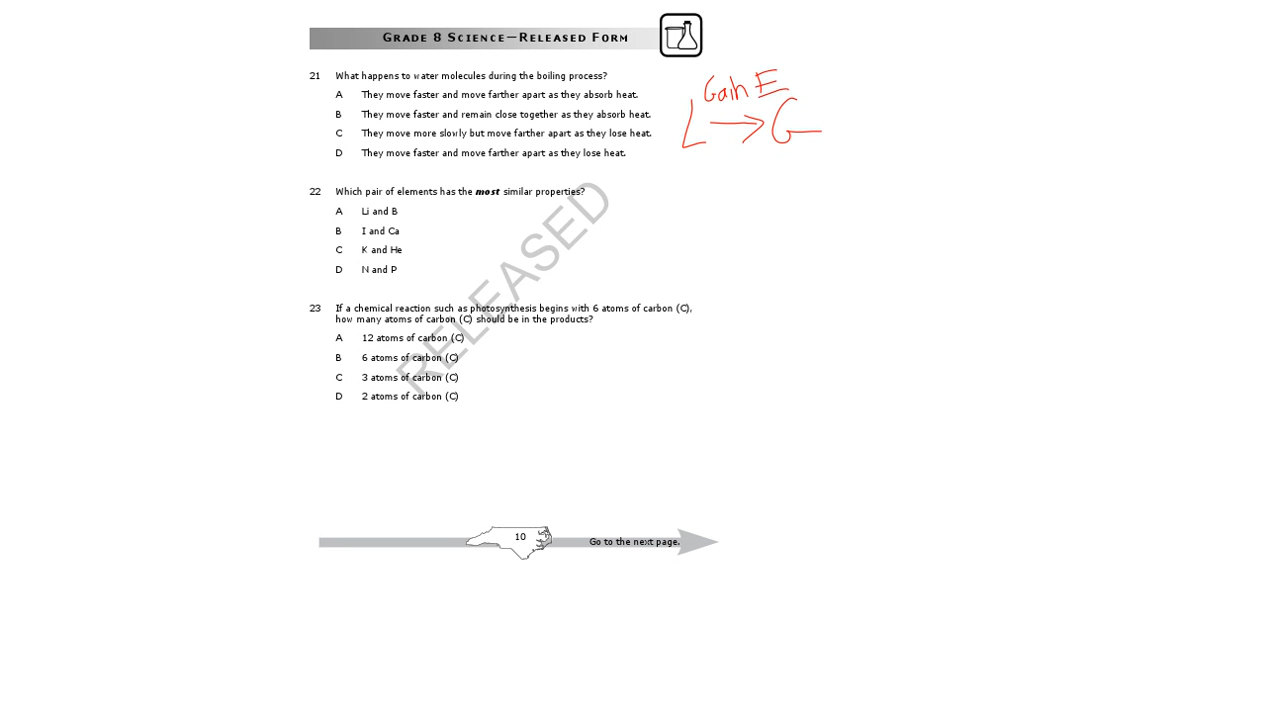 GRADE 8 SCIENCE—RELEASED FORM
21 What happens to water molecules during the boiling process?
A They move faster and move farther apart as they absorb heat.
B They move faster and remain close together as they absorb heat.
C They move more slowly but move farther apart as they lose heat.
D They move faster and move farther apart as they lose heat.
Gain E
L → G
22 Which pair of elements has the most similar properties?
A Li and B
B I and Ca
C K and He
D N and P
23 If a chemical reaction such as photosynthesis begins with 6 atoms of carbon (C),
how many atoms of carbon (C) should be in the products?
A 12 atoms of carbon (C)
B 6 atoms of carbon (C)
C 3 atoms of carbon (C)
D 2 atoms of carbon (C)
RELEASED
10
Go to the next page.